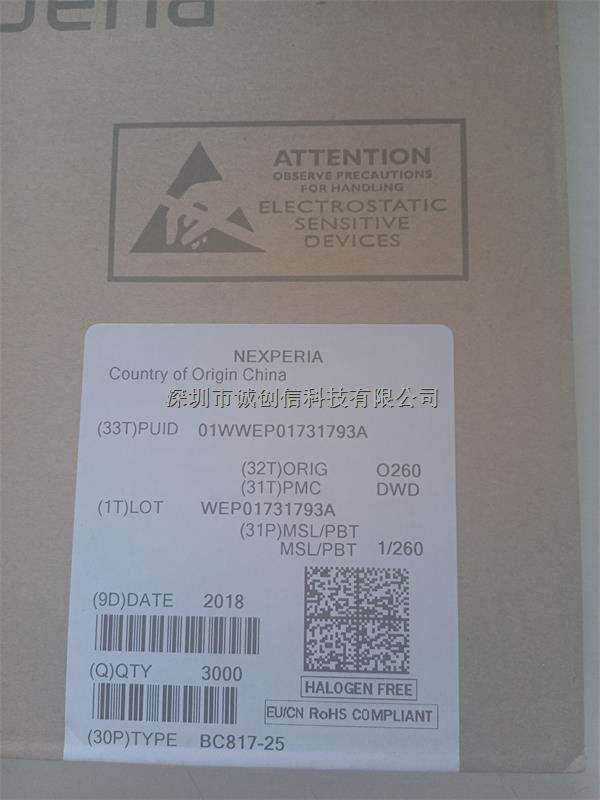 peria
ATTENTION
OBSERVE PRECAUTIONS
FOR HANDLING
ELECTROSTATIC
SENSITIVE
DEVICES
NEXPERIA
Country of Origin China
深圳市诚创信科技有限公司
(33T)PUID 01WWEP01731793A
(32T)ORIG O260
(31T)PMC DWD
(1T)LOT WEP01731793A
(31P)MSL/PBT
MSL/PBT 1/260
(9D)DATE 2018
(Q)QTY 3000
HALOGEN FREE
EU/CN RoHS COMPLIANT
(30P)TYPE BC817-25